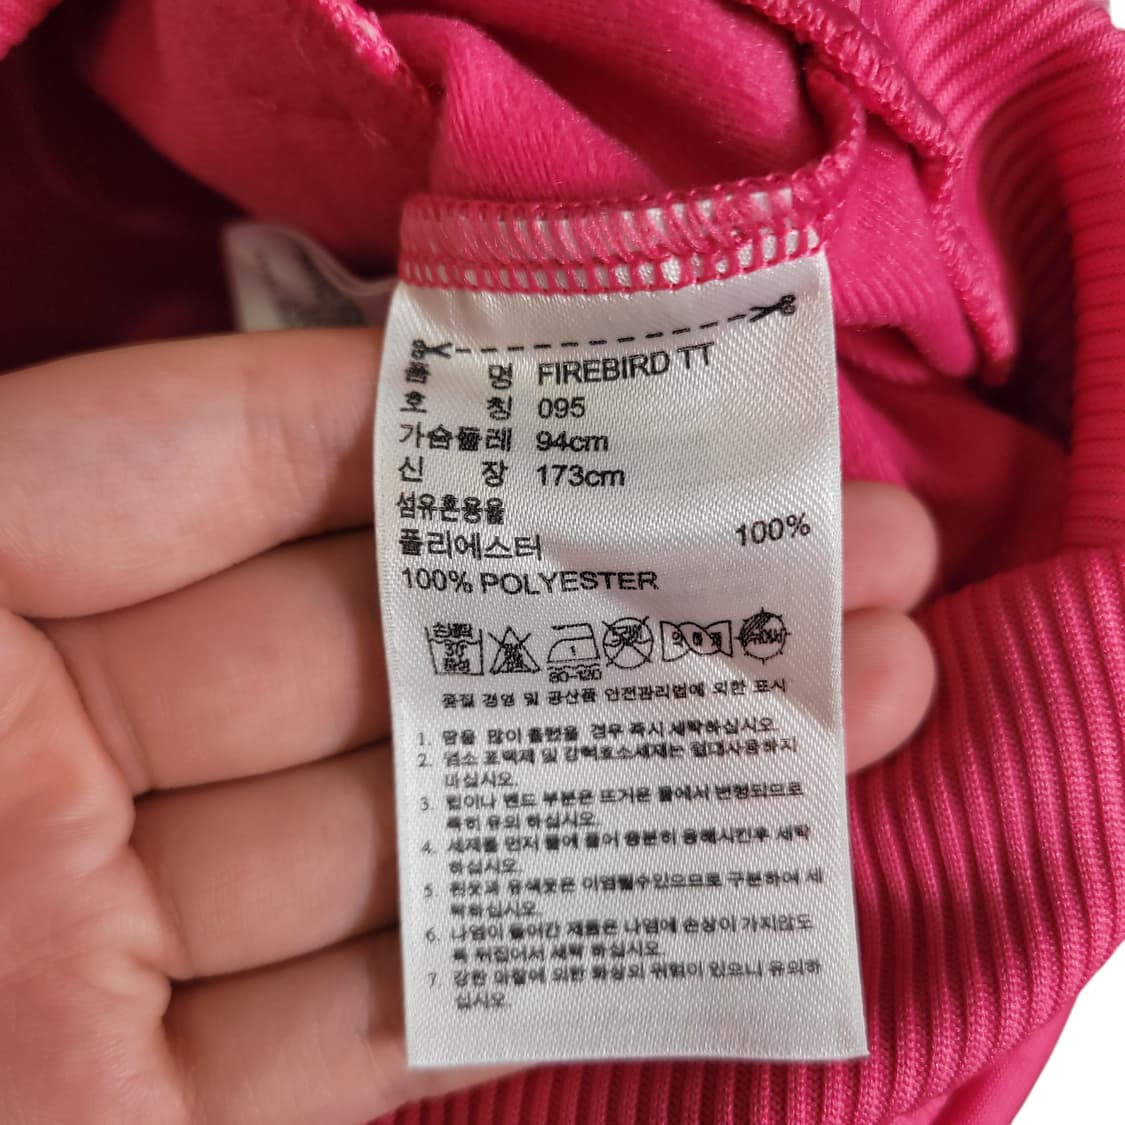 품 명 FIREBIRD TT
호 칭 095
가슴둘레 94cm
신 장 173cm
섬유혼용율
폴리에스터 100%
100% POLYESTER
손세탁
30
중성
80~120
품질 경영 및 공산품 안전관리법에 의한 표시
1. 땀을 많이 흘렸을 경우 즉시 세탁하십시오
2. 염소 표백제 및 강력효소세제는 절대사용하지
마십시오.
3. 립이나 밴드 부분은 뜨거운 물에서 변형되므로
특히 유의 하십시오.
4. 세제를 먼저 물에 풀어 충분히 용해시킨후 세탁
하십시오.
5. 흰옷과 유색옷은 이염될수있으므로 구분하여 세
탁하십시오.
6. 나염이 들어간 제품은 나염에 손상이 가지않도
록 뒤집어서 세탁 하십시오.
7. 강한 마찰에 의한 화상의 위험이 있으니 유의하
십시오.